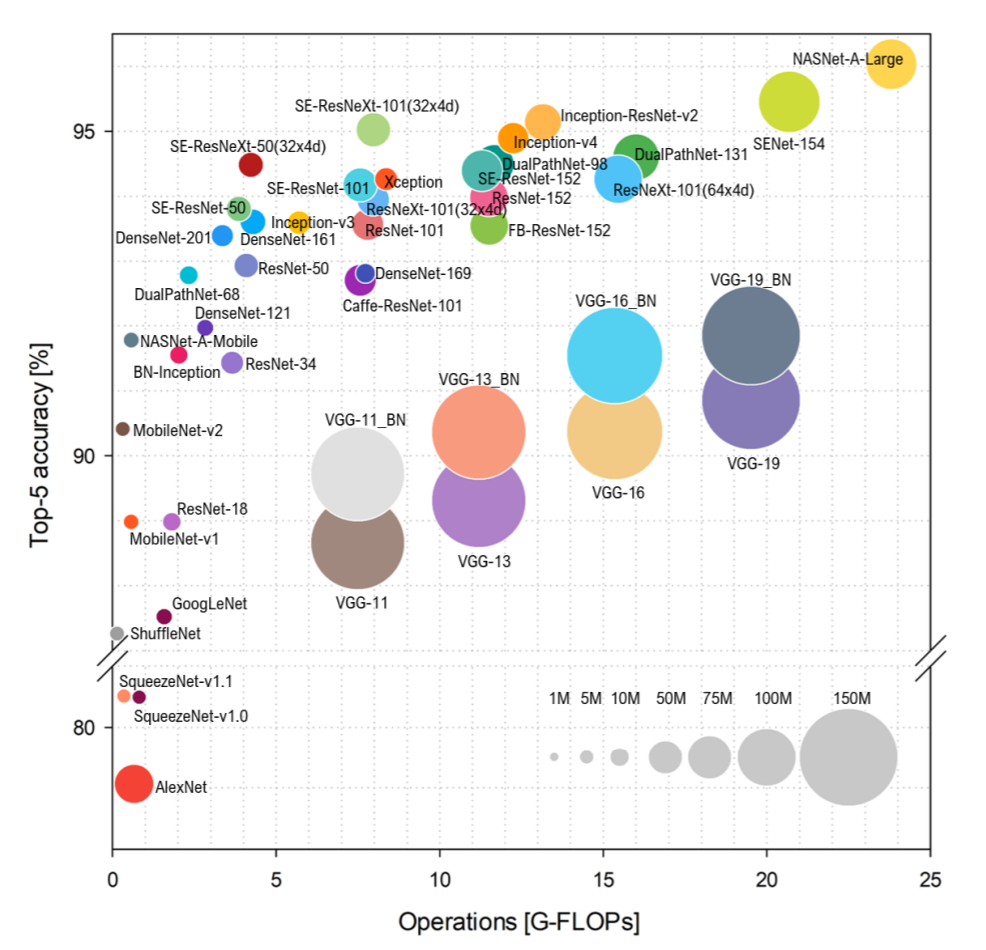 NASNet-A-Large
SE-ResNeXt-101(32x4d)
Inception-ResNet-v2
95
Inception-v4
SENet-154
SE-ResNeXt-50(32x4d)
DualPathNet-131
DualPathNet-98
SE-ResNet-152
Xception
SE-ResNet-101
ResNeXt-101(64x4d)
ResNet-152
SE-ResNet-50
ResNeXt-101(32x4d)
Inception-v3
ResNet-101
FB-ResNet-152
DenseNet-201
DenseNet-161
ResNet-50
DenseNet-169
VGG-19_BN
DualPathNet-68
VGG-16_BN
Caffe-ResNet-101
DenseNet-121
NASNet-A-Mobile
BN-Inception
ResNet-34
VGG-13_BN
VGG-11_BN
MobileNet-v2
90
VGG-19
VGG-16
ResNet-18
MobileNet-v1
VGG-13
VGG-11
GoogLeNet
ShuffleNet
SqueezeNet-v1.1
SqueezeNet-v1.0
1M 5M 10M 50M 75M 100M 150M
80
AlexNet
Top-5 accuracy [%]
0 5 10 15 20 25
Operations [G-FLOPs]